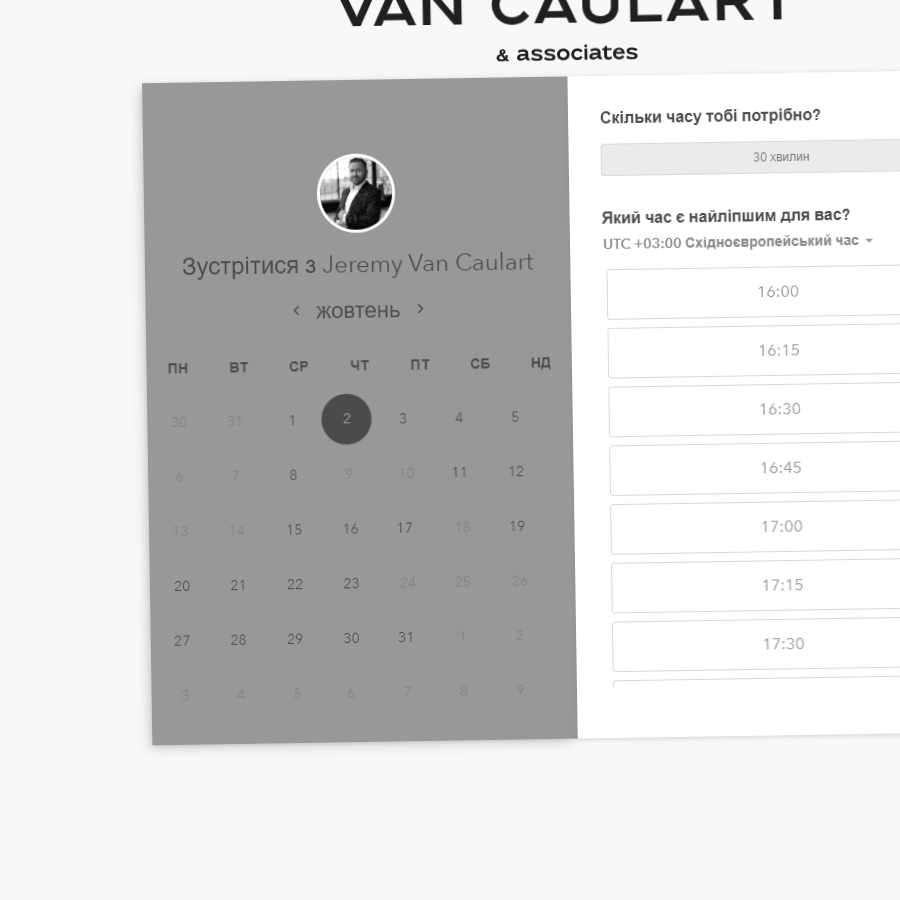 VAN CAULART
& associates
Зустрітися з Jeremy Van Caulart
жовтень
ПН ВТ СР ЧТ ПТ СБ НД
30 31 1 2 3 4 5
6 7 8 9 10 11 12
13 14 15 16 17 18 19
20 21 22 23 24 25 26
27 28 29 30 31 1 2
3 4 5 6 7 8 9
Скільки часу тобі потрібно?
30 хвилин
Який час є найліпшим для вас?
UTC +03:00 Східноєвропейський час
16:00
16:15
16:30
16:45
17:00
17:15
17:30